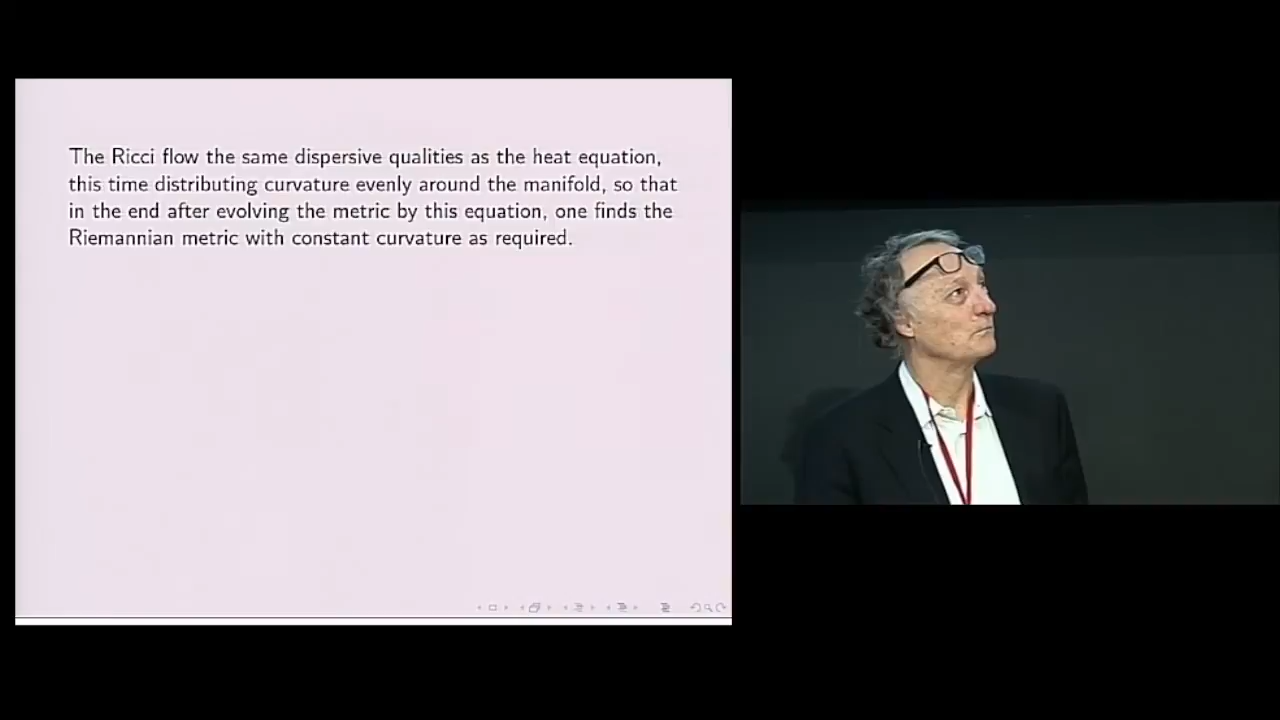 The Ricci flow the same dispersive qualities as the heat equation,
this time distributing curvature evenly around the manifold, so that
in the end after evolving the metric by this equation, one finds the
Riemannian metric with constant curvature as required.